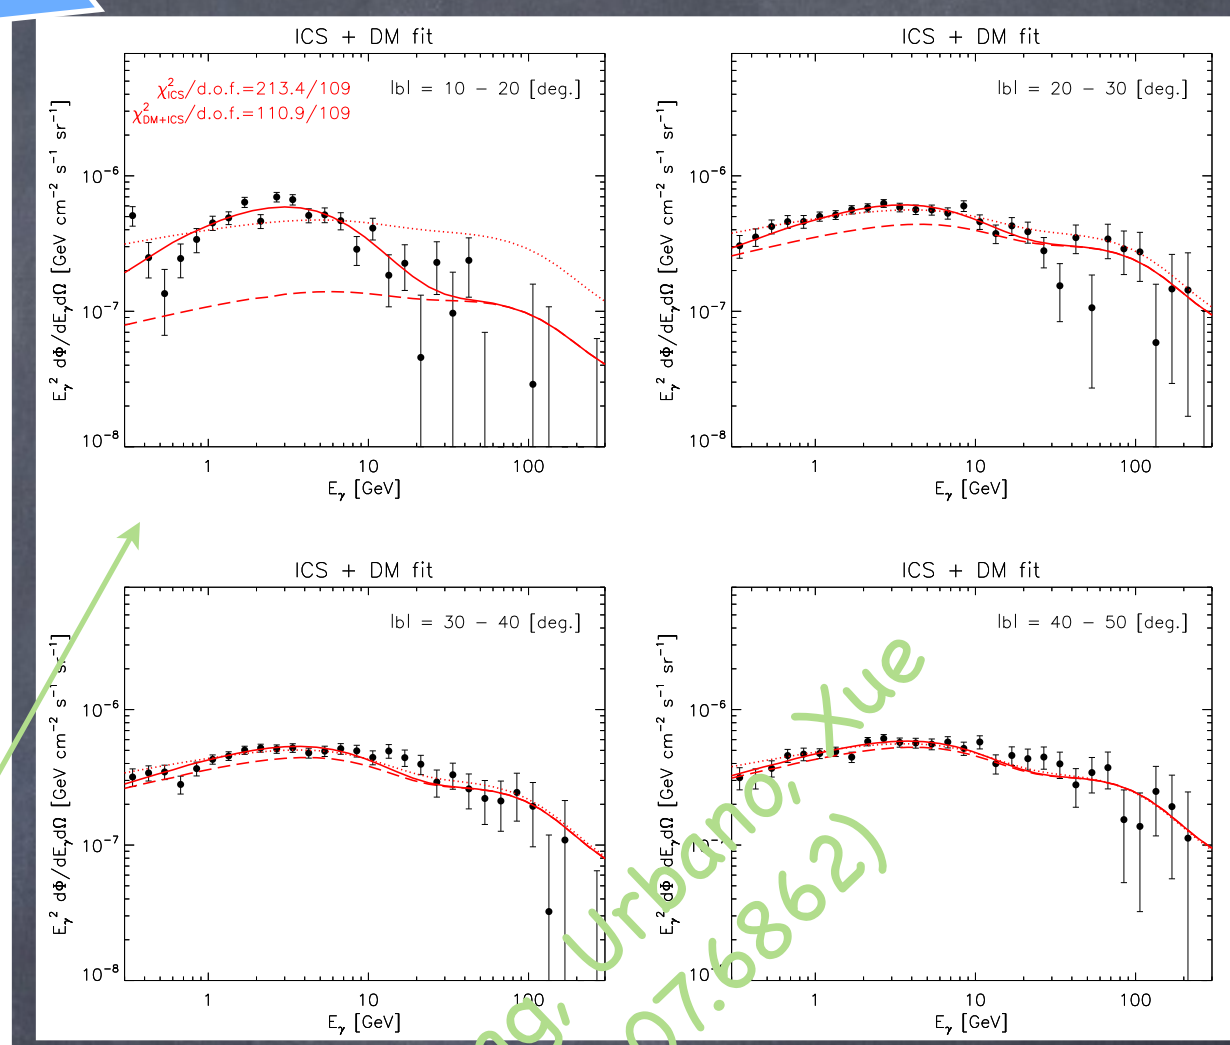 ICS + DM fit
χ²ICS/d.o.f.=213.4/109
χ²DM+ICS/d.o.f.=110.9/109
|b| = 10 − 20 [deg.]
Eγ² dΦ/dEγdΩ [GeV cm⁻² s⁻¹ sr⁻¹]
10⁻⁶
10⁻⁷
10⁻⁸
1 10 100
Eγ [GeV]
ICS + DM fit
|b| = 20 − 30 [deg.]
Eγ² dΦ/dEγdΩ [GeV cm⁻² s⁻¹ sr⁻¹]
10⁻⁶
10⁻⁷
10⁻⁸
1 10 100
Eγ [GeV]
ICS + DM fit
|b| = 30 − 40 [deg.]
Eγ² dΦ/dEγdΩ [GeV cm⁻² s⁻¹ sr⁻¹]
10⁻⁶
10⁻⁷
10⁻⁸
1 10 100
Eγ [GeV]
ICS + DM fit
|b| = 40 − 50 [deg.]
Eγ² dΦ/dEγdΩ [GeV cm⁻² s⁻¹ sr⁻¹]
10⁻⁶
1 10 100
Eγ [GeV]
Urbano, Xue
07.6862)